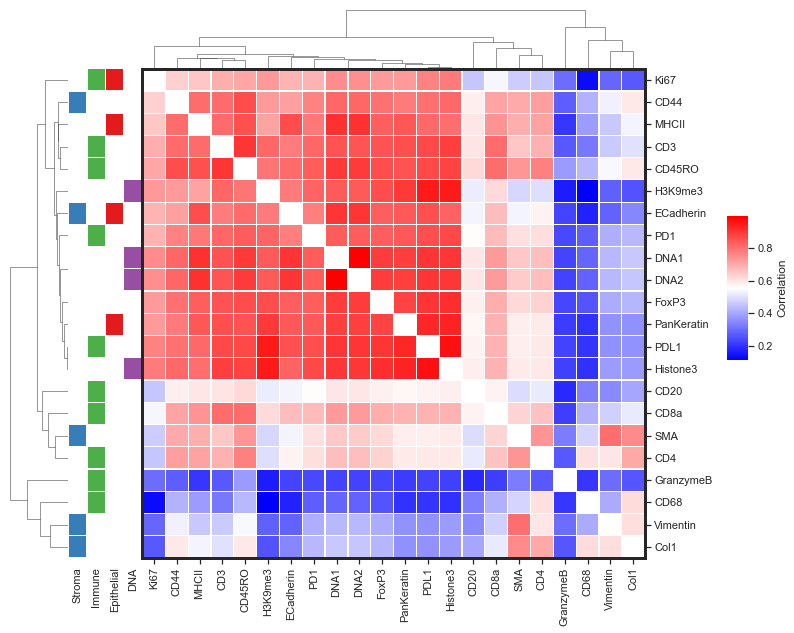 Ki67
CD44
MHCII
CD3
CD45RO
H3K9me3
ECadherin
PD1
DNA1
DNA2
FoxP3
PanKeratin
PDL1
Histone3
CD20
CD8a
SMA
CD4
GranzymeB
CD68
Vimentin
Col1
0.8
0.6
0.4
0.2
Correlation
Stroma
Immune
Epithelial
DNA
Ki67
CD44
MHCII
CD3
CD45RO
H3K9me3
ECadherin
PD1
DNA1
DNA2
FoxP3
PanKeratin
PDL1
Histone3
CD20
CD8a
SMA
CD4
GranzymeB
CD68
Vimentin
Col1